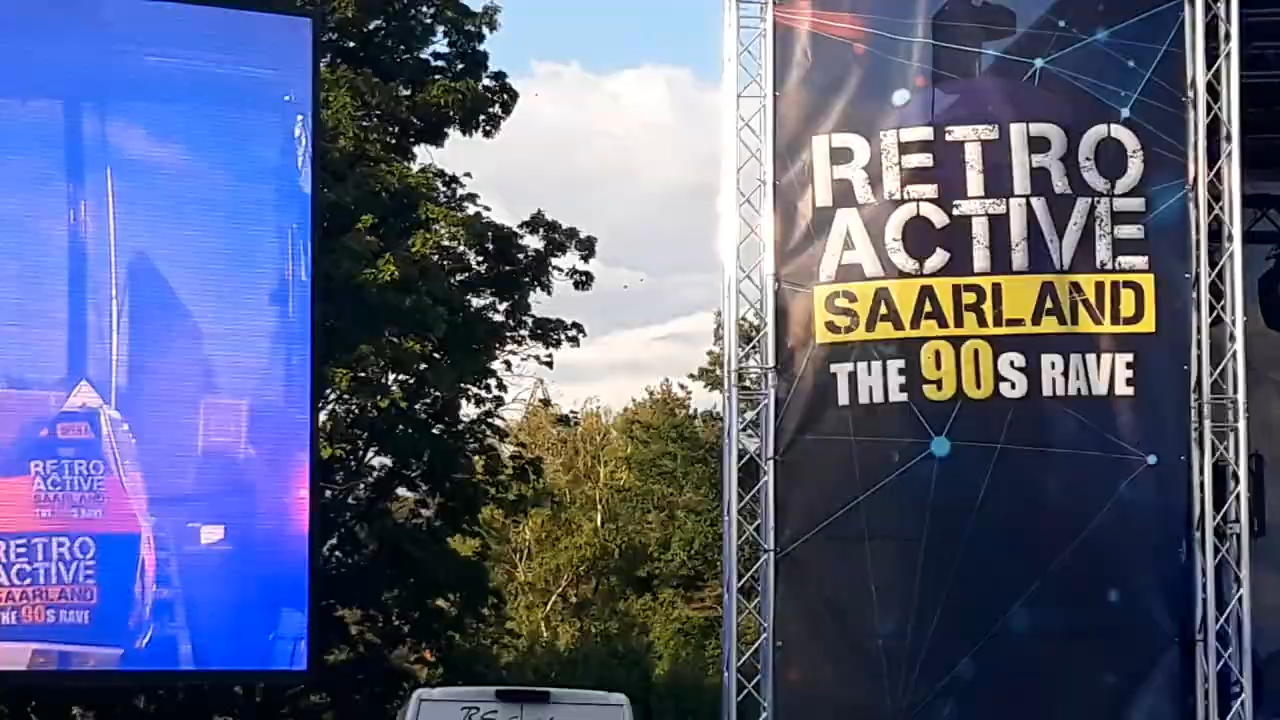 RETRO
ACTIVE
SAARLAND
THE 90s RAVE
RETRO
ACTIVE
SAARLAND
RETRO
ACTIVE
SAARLAND
THE 90s RAVE